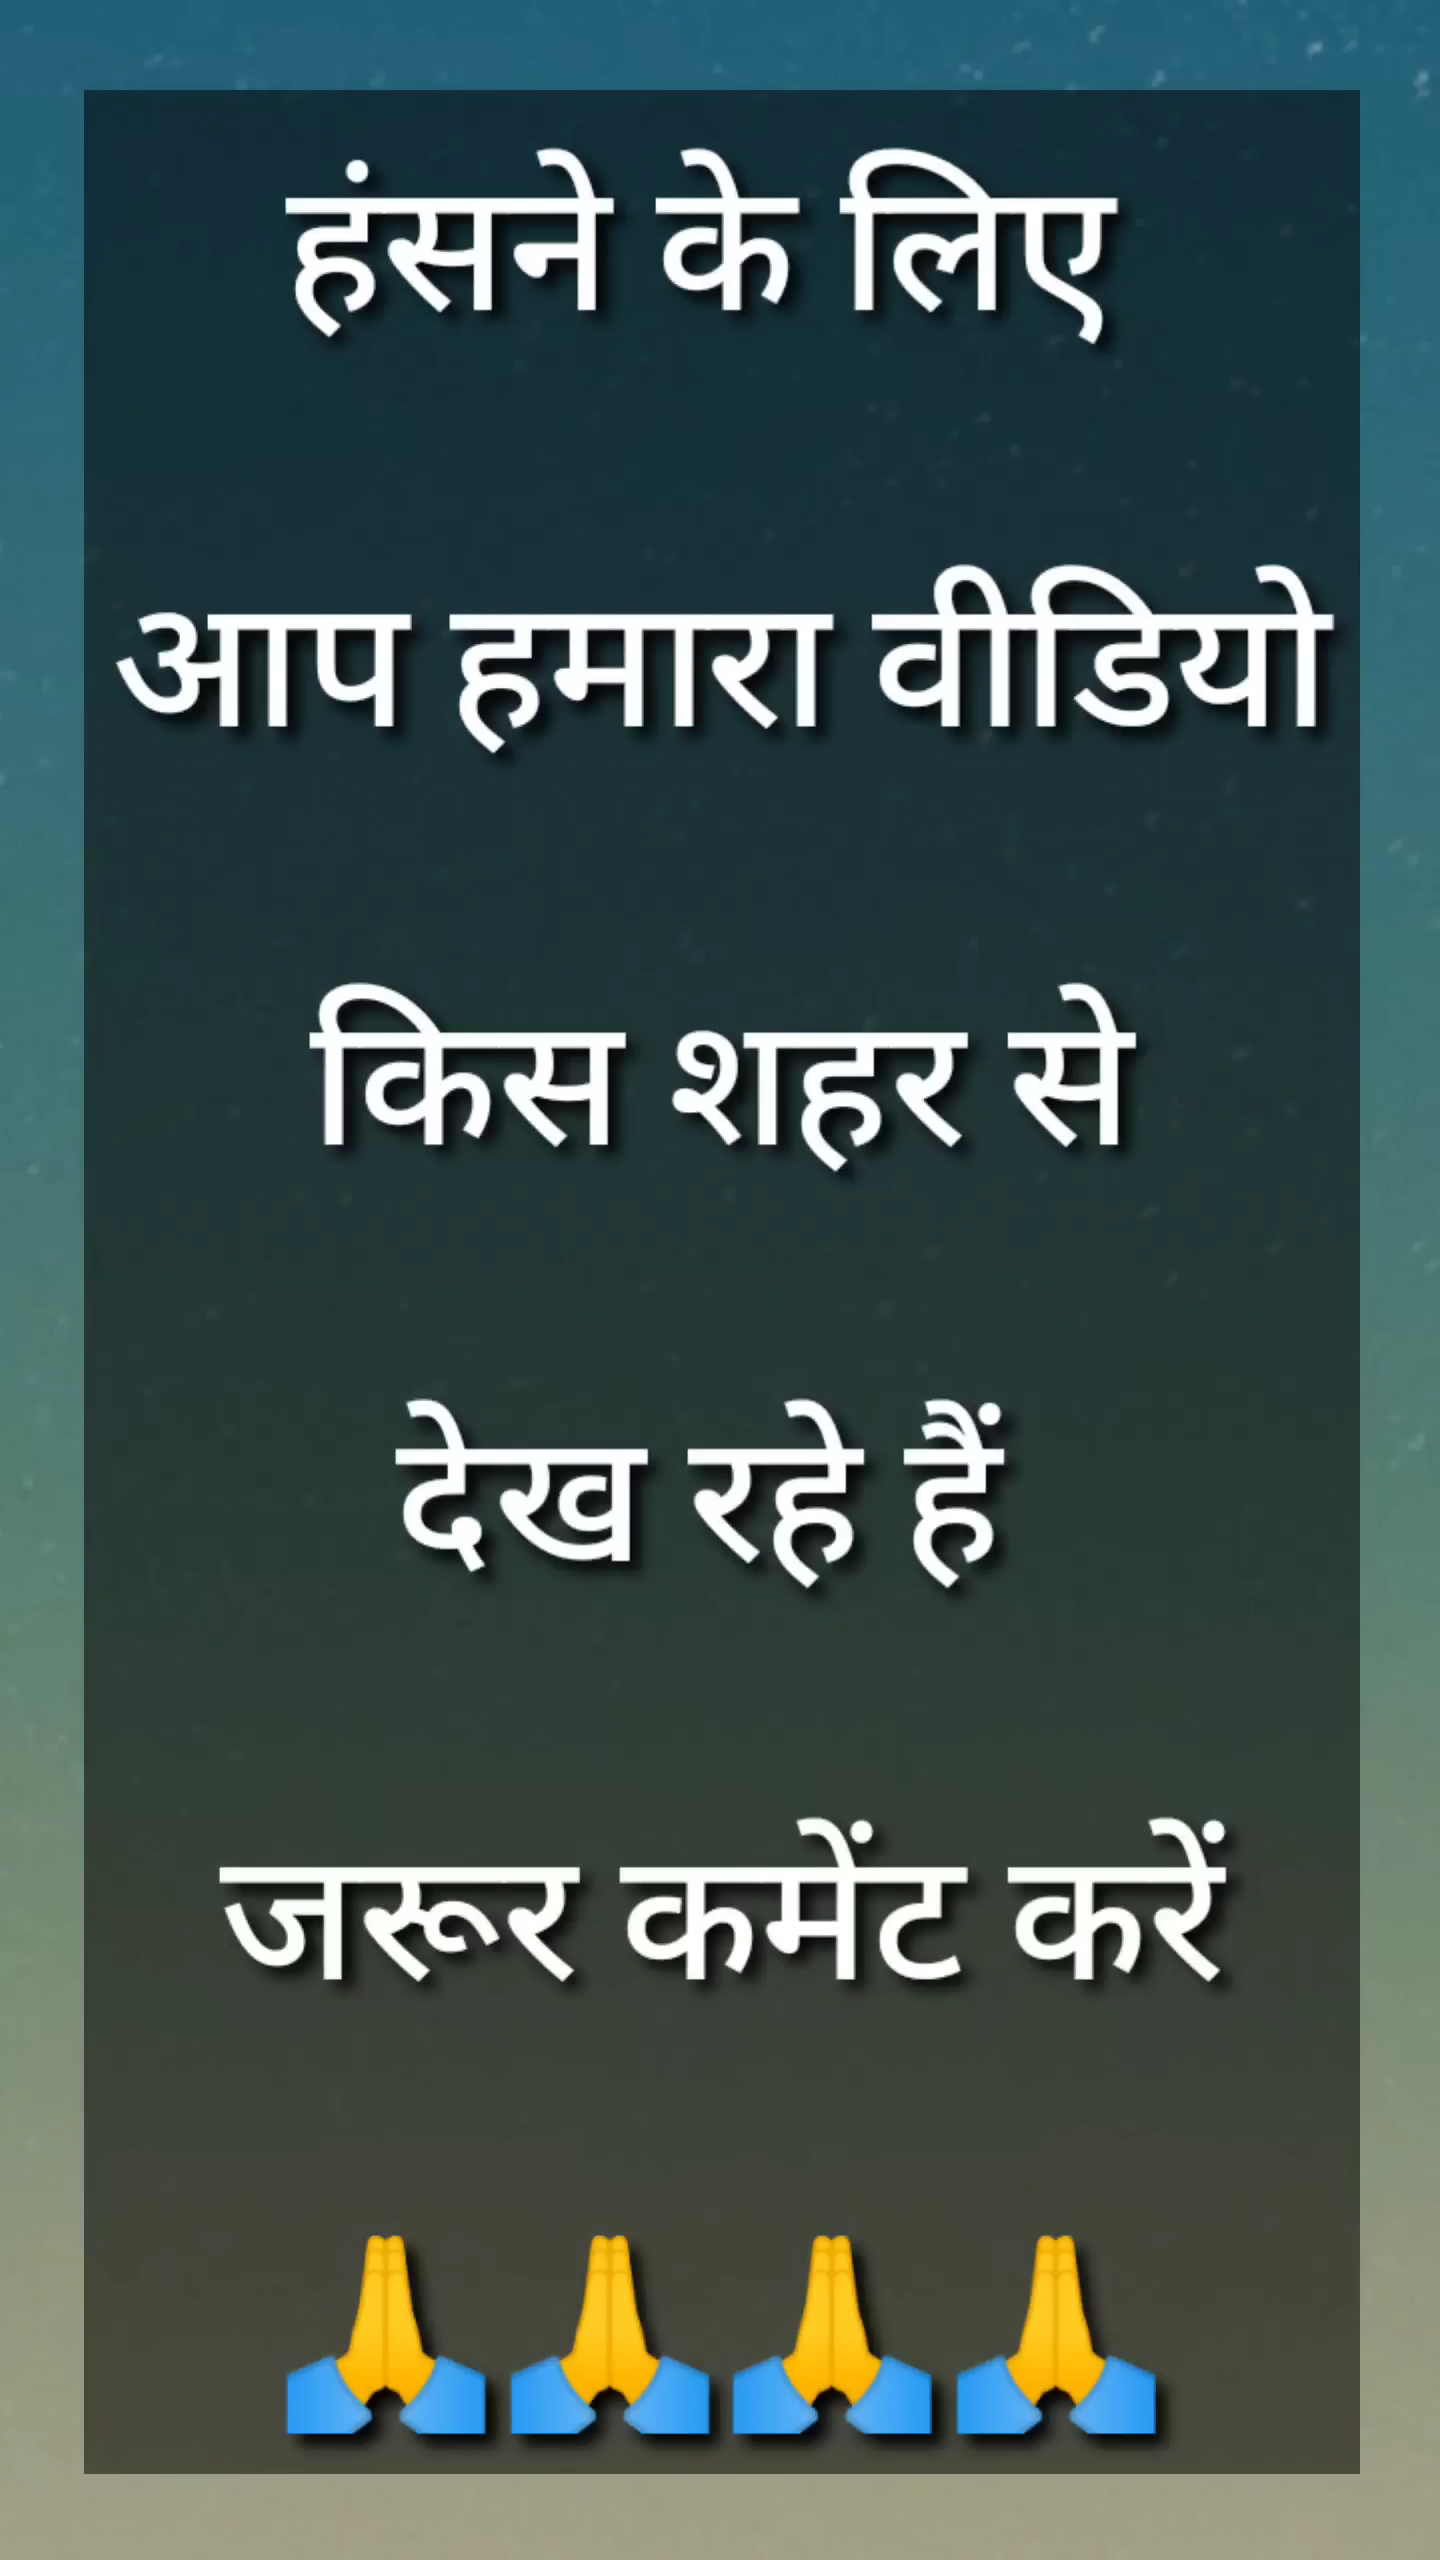 हंसने के लिए
आप हमारा वीडियो
किस शहर से
देख रहे हैं
जरूर कमेंट करें
🙏🙏🙏🙏